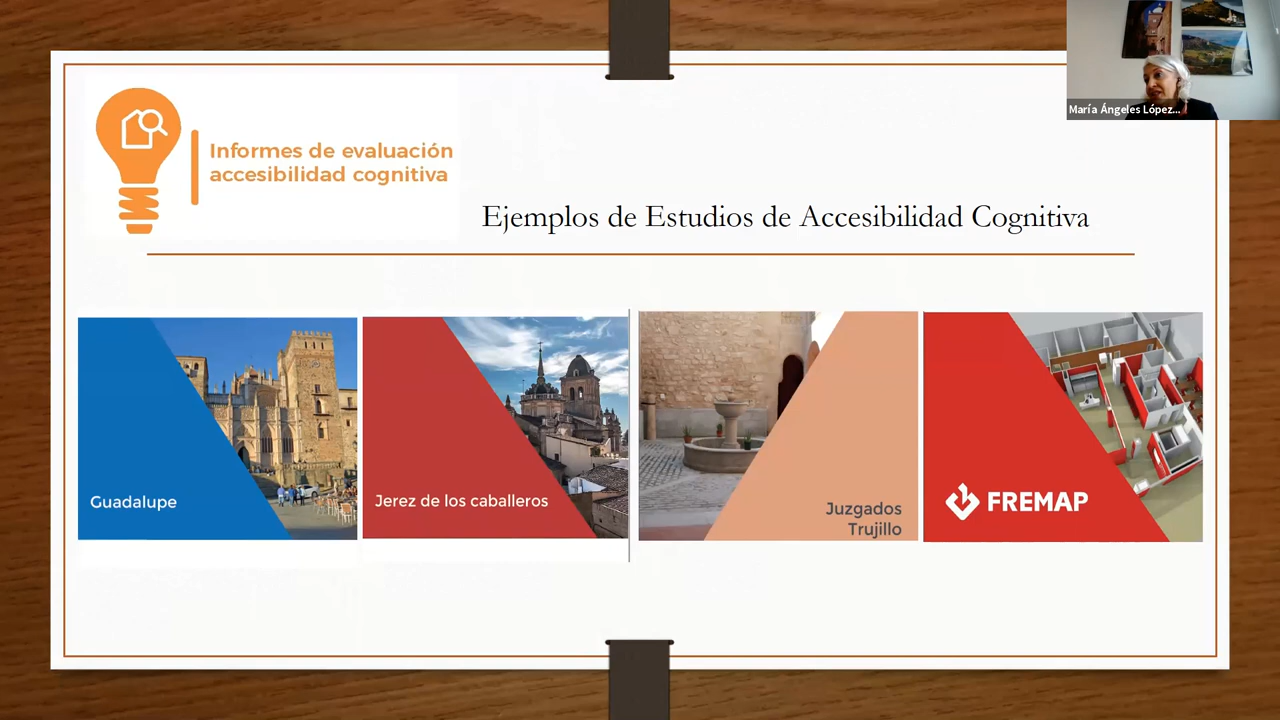 María Ángeles López...
Informes de evaluación
accesibilidad cognitiva
Ejemplos de Estudios de Accesibilidad Cognitiva
Guadalupe
Jerez de los caballeros
Juzgados
Trujillo
FREMAP